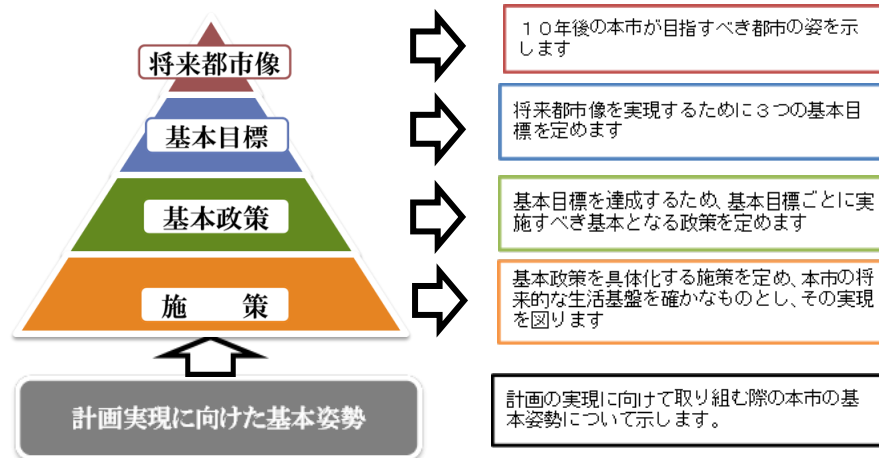 将来都市像
１０年後の本市が目指すべき都市の姿を示
します
基本目標
将来都市像を実現するために３つの基本目
標を定めます
基本政策
基本目標を達成するため、基本目標ごとに実
施すべき基本となる政策を定めます
施　　策
基本政策を具体化する施策を定め、本市の将
来的な生活基盤を確かなものとし、その実現
を図ります
計画実現に向けた基本姿勢
計画の実現に向けて取り組む際の本市の基
本姿勢について示します。